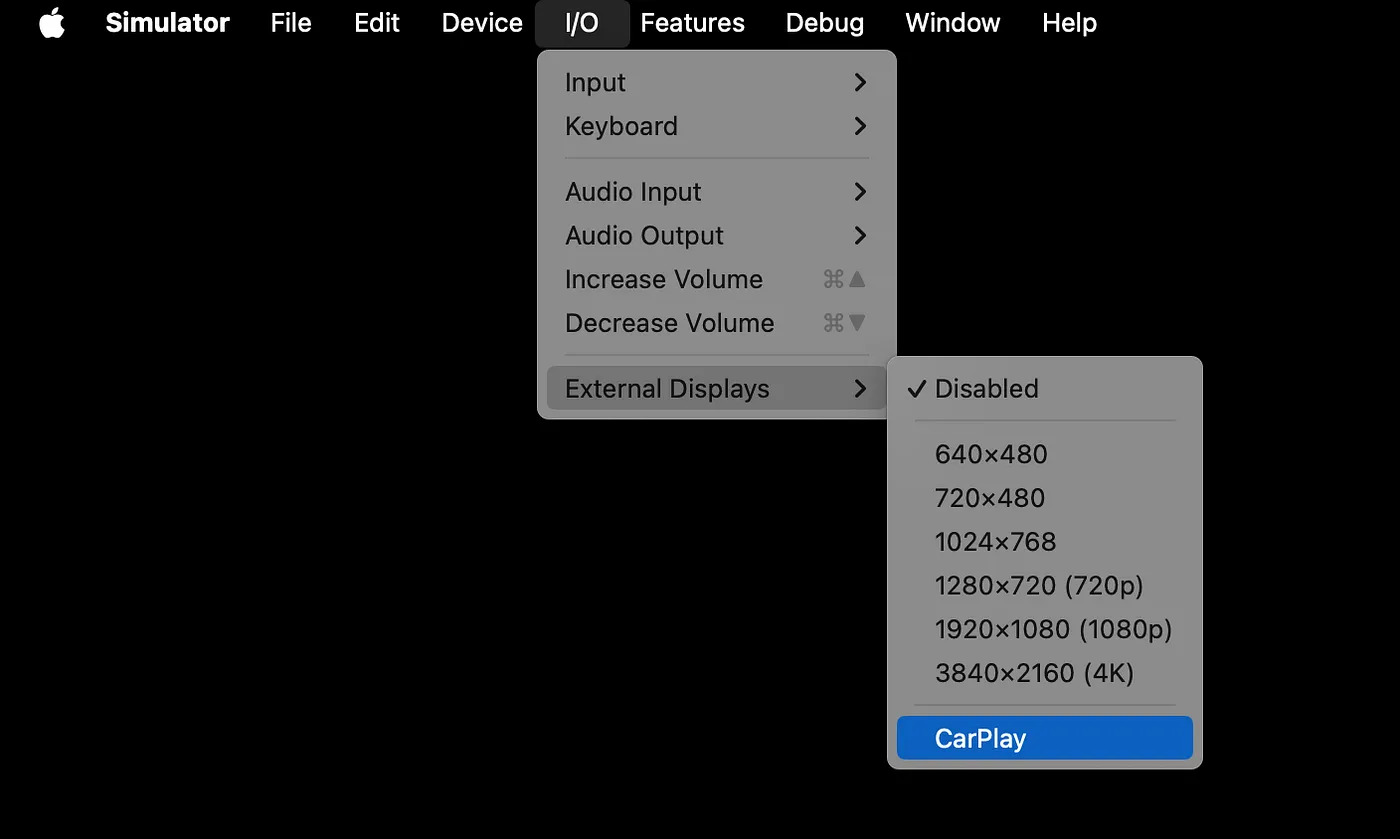 Simulator File Edit Device I/O Features Debug Window Help
Input
Keyboard
Audio Input
Audio Output
Increase Volume ⌘▲
Decrease Volume ⌘▼
External Displays
✓ Disabled
640×480
720×480
1024×768
1280×720 (720p)
1920×1080 (1080p)
3840×2160 (4K)
CarPlay